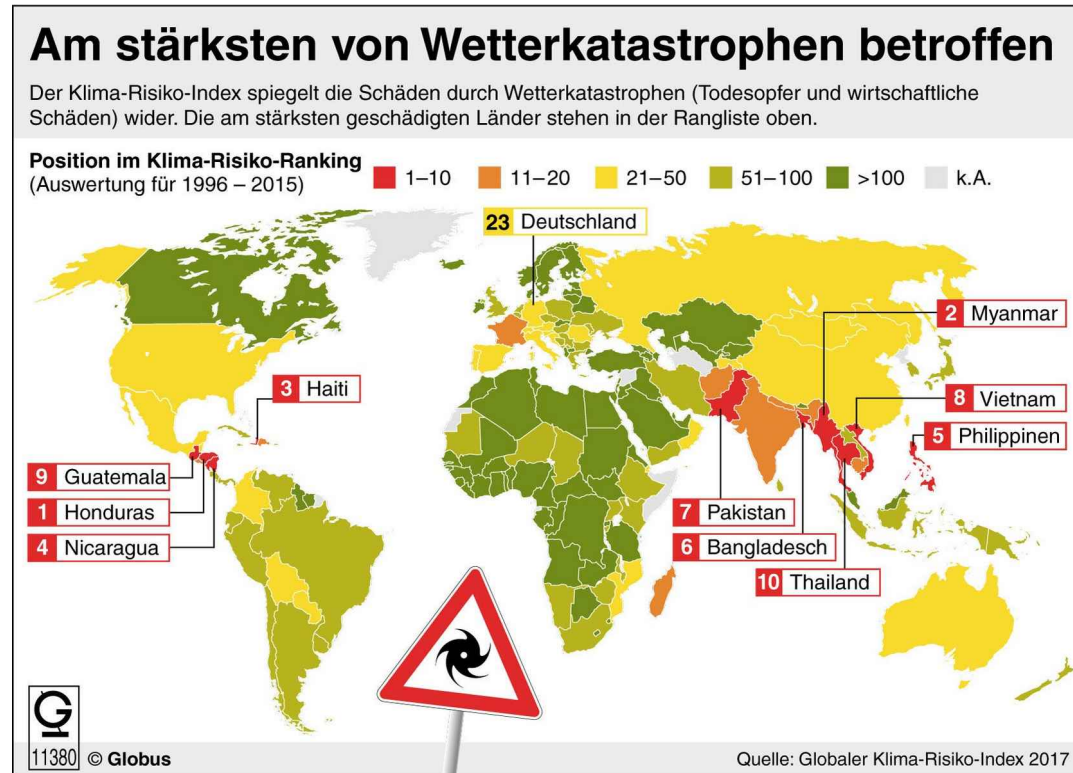 Am stärksten von Wetterkatastrophen betroffen
Der Klima-Risiko-Index spiegelt die Schäden durch Wetterkatastrophen (Todesopfer und wirtschaftliche
Schäden) wider. Die am stärksten geschädigten Länder stehen in der Rangliste oben.
Position im Klima-Risiko-Ranking
(Auswertung für 1996 – 2015)
1–10
11–20
21–50
51–100
>100
k.A.
23 Deutschland
2 Myanmar
3 Haiti
8 Vietnam
5 Philippinen
9 Guatemala
1 Honduras
4 Nicaragua
7 Pakistan
6 Bangladesch
10 Thailand
G
11380 © Globus
Quelle: Globaler Klima-Risiko-Index 2017